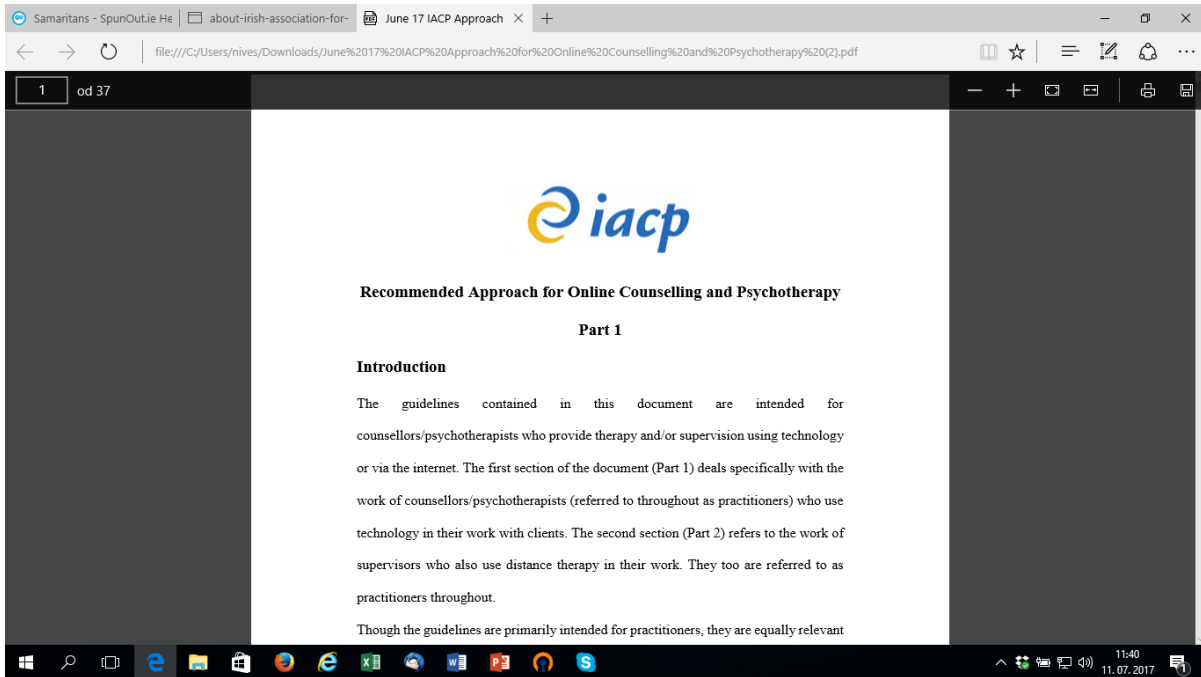 Samaritans - SpunOut.ie He
about-irish-association-for-
June 17 IACP Approach
file:///C:/Users/nives/Downloads/June%2017%20IACP%20Approach%20for%20Online%20Counselling%20and%20Psychotherapy%20(2).pdf
1 od 37
iacp
Recommended Approach for Online Counselling and Psychotherapy
Part 1
Introduction
The guidelines contained in this document are intended for
counsellors/psychotherapists who provide therapy and/or supervision using technology
or via the internet. The first section of the document (Part 1) deals specifically with the
work of counsellors/psychotherapists (referred to throughout as practitioners) who use
technology in their work with clients. The second section (Part 2) refers to the work of
supervisors who also use distance therapy in their work. They too are referred to as
practitioners throughout.
Though the guidelines are primarily intended for practitioners, they are equally relevant
11:40
11. 07. 2017